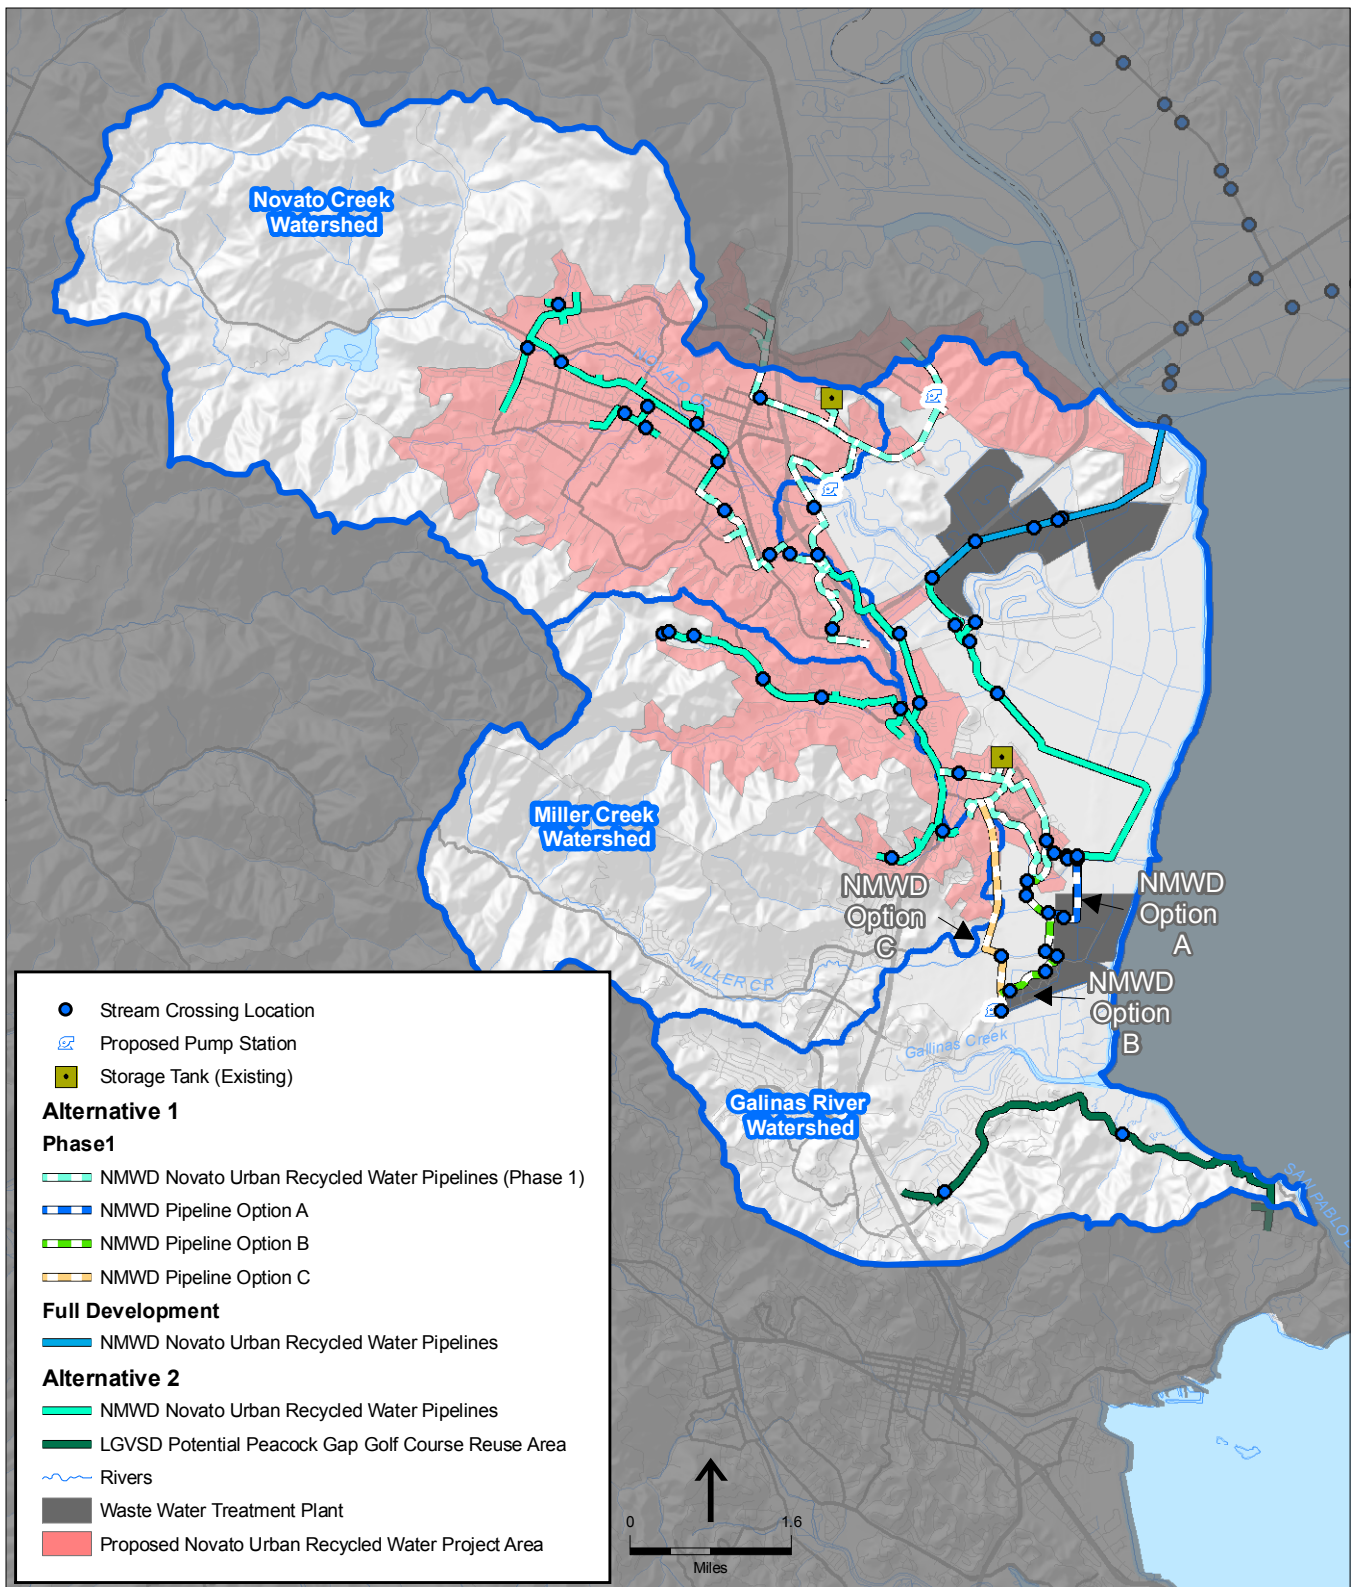 Novato Creek
Watershed
NOVATO CR
Miller Creek
Watershed
NMWD
Option
C
NMWD
Option
A
MILLER CR
NMWD
Option
B
Gallinas Creek
Galinas River
Watershed
SAN PABLO B
Stream Crossing Location
Proposed Pump Station
Storage Tank (Existing)
Alternative 1
Phase1
NMWD Novato Urban Recycled Water Pipelines (Phase 1)
NMWD Pipeline Option A
NMWD Pipeline Option B
NMWD Pipeline Option C
Full Development
NMWD Novato Urban Recycled Water Pipelines
Alternative 2
NMWD Novato Urban Recycled Water Pipelines
LGVSD Potential Peacock Gap Golf Course Reuse Area
Rivers
Waste Water Treatment Plant
Proposed Novato Urban Recycled Water Project Area
0 1.6
Miles